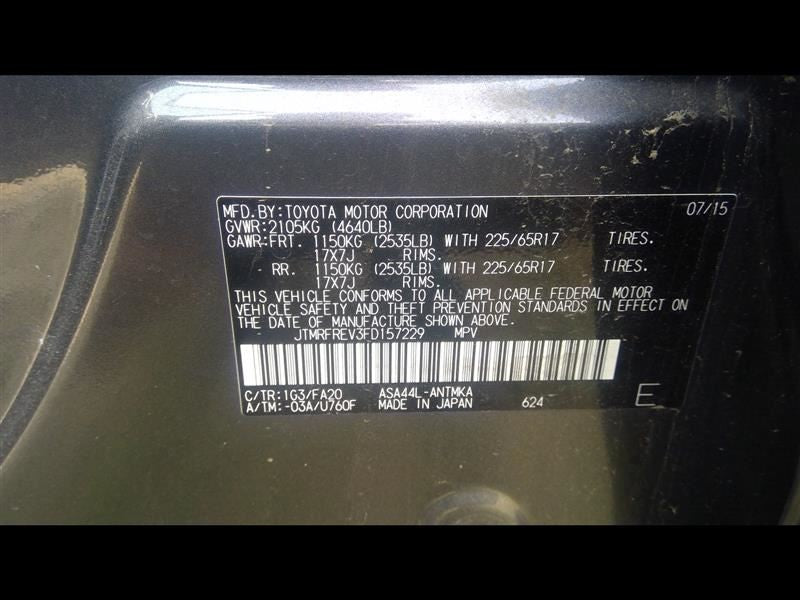 MFD.BY:TOYOTA MOTOR CORPORATION 07/15
GVWR:2105KG (4640LB)
GAWR:FRT. 1150KG (2535LB) WITH 225/65R17 TIRES.
17X7J RIMS.
RR. 1150KG (2535LB) WITH 225/65R17 TIRES.
17X7J RIMS.
THIS VEHICLE CONFORMS TO ALL APPLICABLE FEDERAL MOTOR
VEHICLE SAFETY AND THEFT PREVENTION STANDARDS IN EFFECT ON
THE DATE OF MANUFACTURE SHOWN ABOVE.
JTMRFREV3FD157229 MPV
C/TR:1G3/FA20 ASA44L-ANTMKA
A/TM:-03A/U760F MADE IN JAPAN 624 E